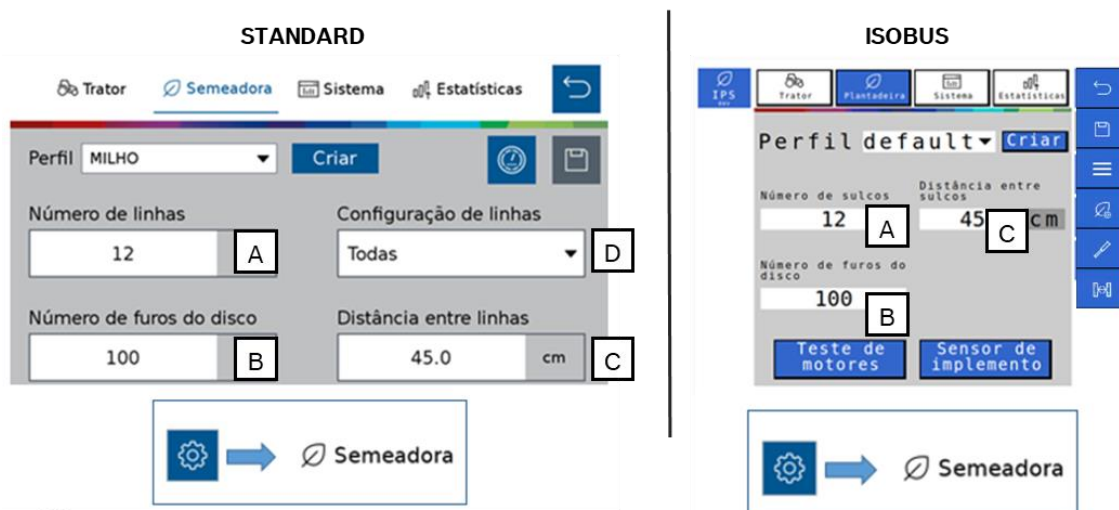 STANDARD
Trator Semeadora Sistema Estatísticas
Perfil MILHO Criar
Número de linhas Configuração de linhas
12 A Todas D
Número de furos do disco Distância entre linhas
100 B 45.0 cm C
Semeadora
ISOBUS
IPS
Trator Plantadeira Sistema Estatísticas
Perfil default Criar
Número de sulcos Distância entre
sulcos
12 A 45 C cm
Número de furos do
disco
100 B
Teste de
motores
Sensor de
implemento
Semeadora